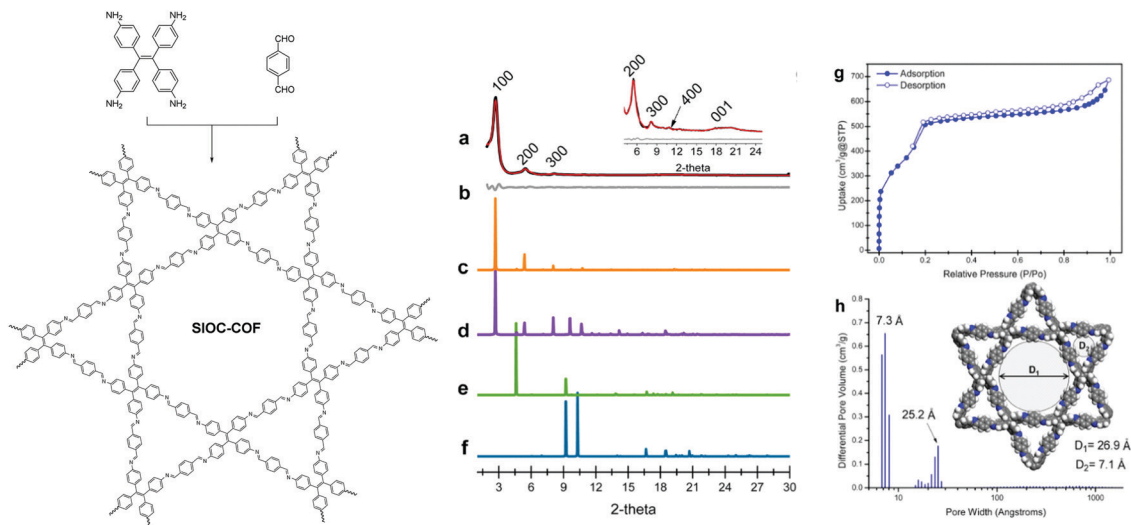 NH₂
NH₂
CHO
CHO
NH₂
NH₂
SIOC-COF
a
b
c
d
e
f
100
200
300
200
300
400
001
6 9 12 15 18 21 24
2-theta
3 6 9 12 15 18 21 24 27 30
2-theta
g
Adsorption
Desorption
Uptake (cm³/g@STP)
700
600
500
400
300
200
100
0
0.0 0.2 0.4 0.6 0.8 1.0
Relative Pressure (P/Po)
h
Differential Pore Volume (cm³/g)
0.8
0.7
0.6
0.5
0.4
0.3
0.2
0.1
0.0
7.3 Å
25.2 Å
D₁
D₂
D₁= 26.9 Å
D₂= 7.1 Å
10 100 1000
Pore Width (Angstroms)